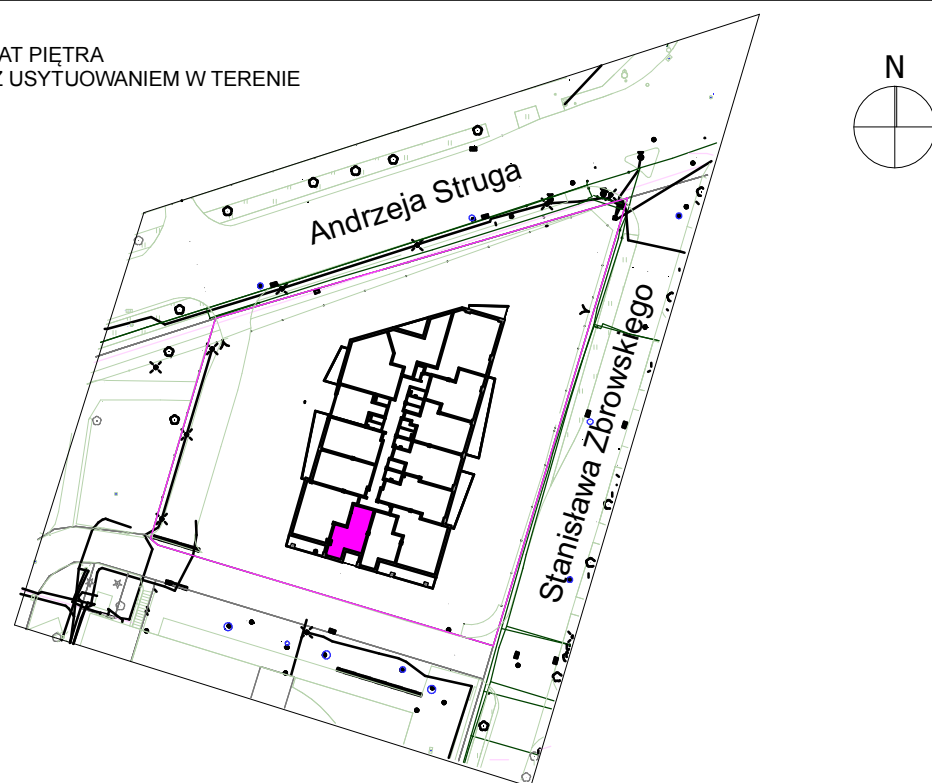 AT PIĘTRA
Z USYTUOWANIEM W TERENIE
N
Andrzeja Struga
Stanisława Zbrowskiego